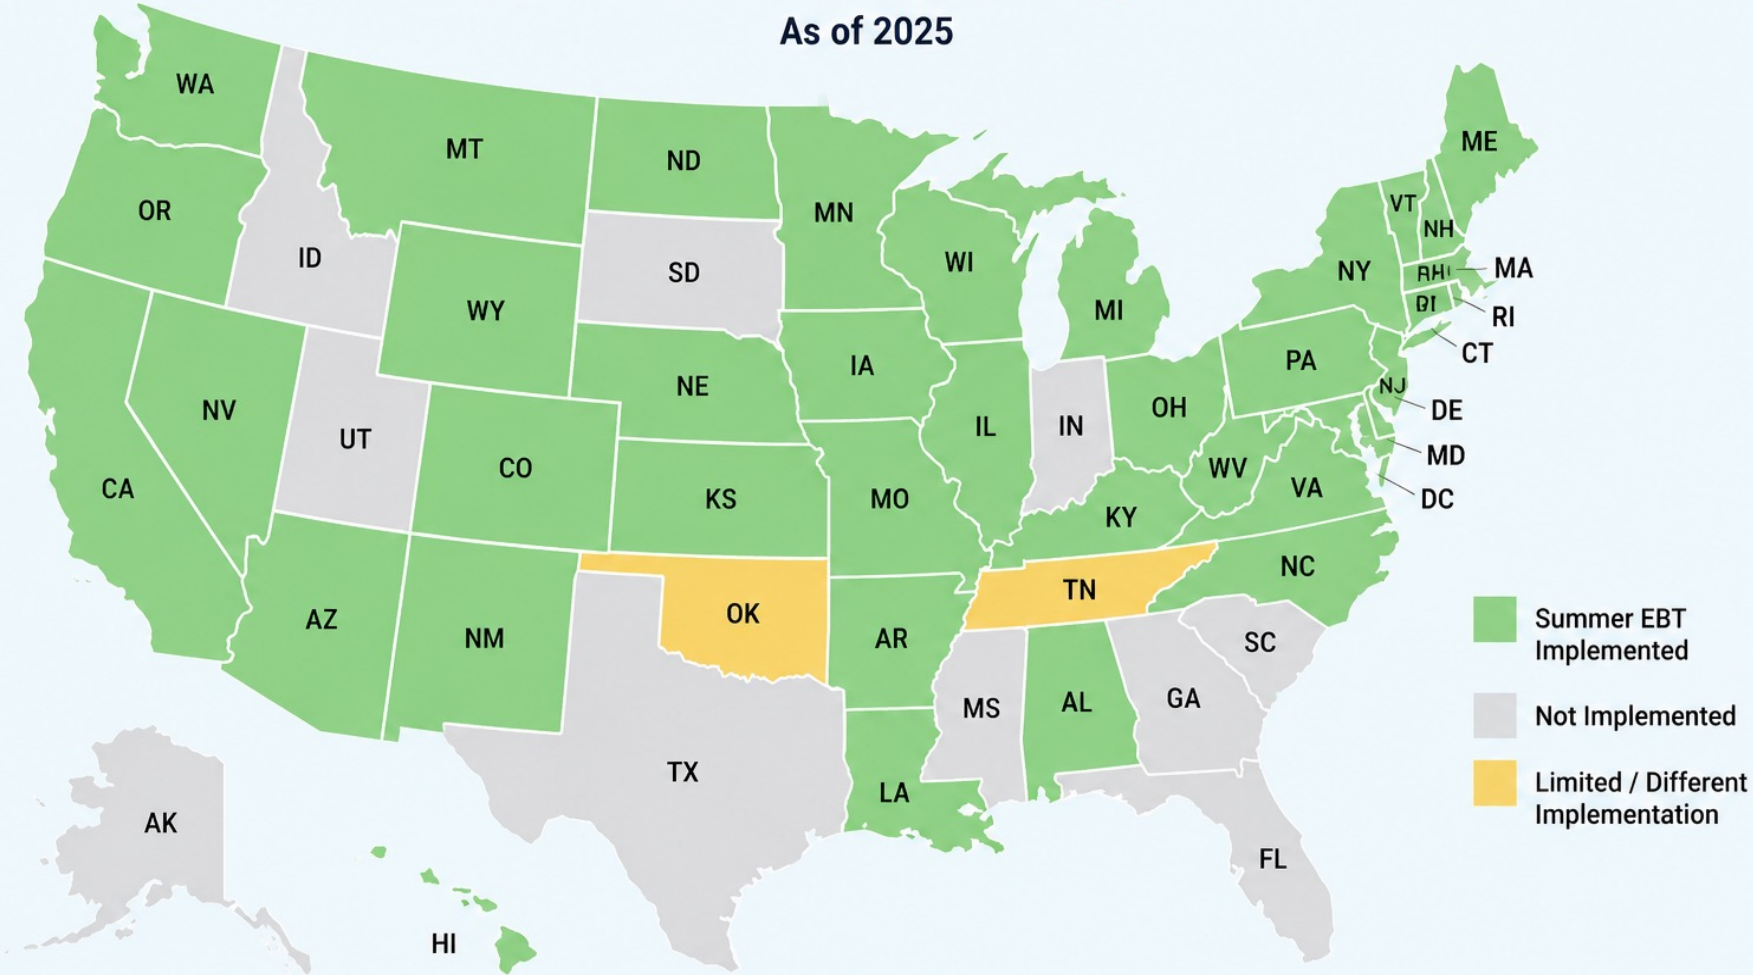 As of 2025
WA
MT
ND
MN
ME
OR
ID
SD
WI
MI
NY
VT
NH
MA
RI
CT
WY
IA
NE
PA
NJ
DE
NV
UT
CO
IL
IN
OH
MD
CA
KS
MO
WV
VA
DC
KY
AZ
NM
OK
AR
TN
NC
SC
MS
AL
GA
TX
LA
AK
FL
HI
Summer EBT
Implemented
Not Implemented
Limited / Different
Implementation